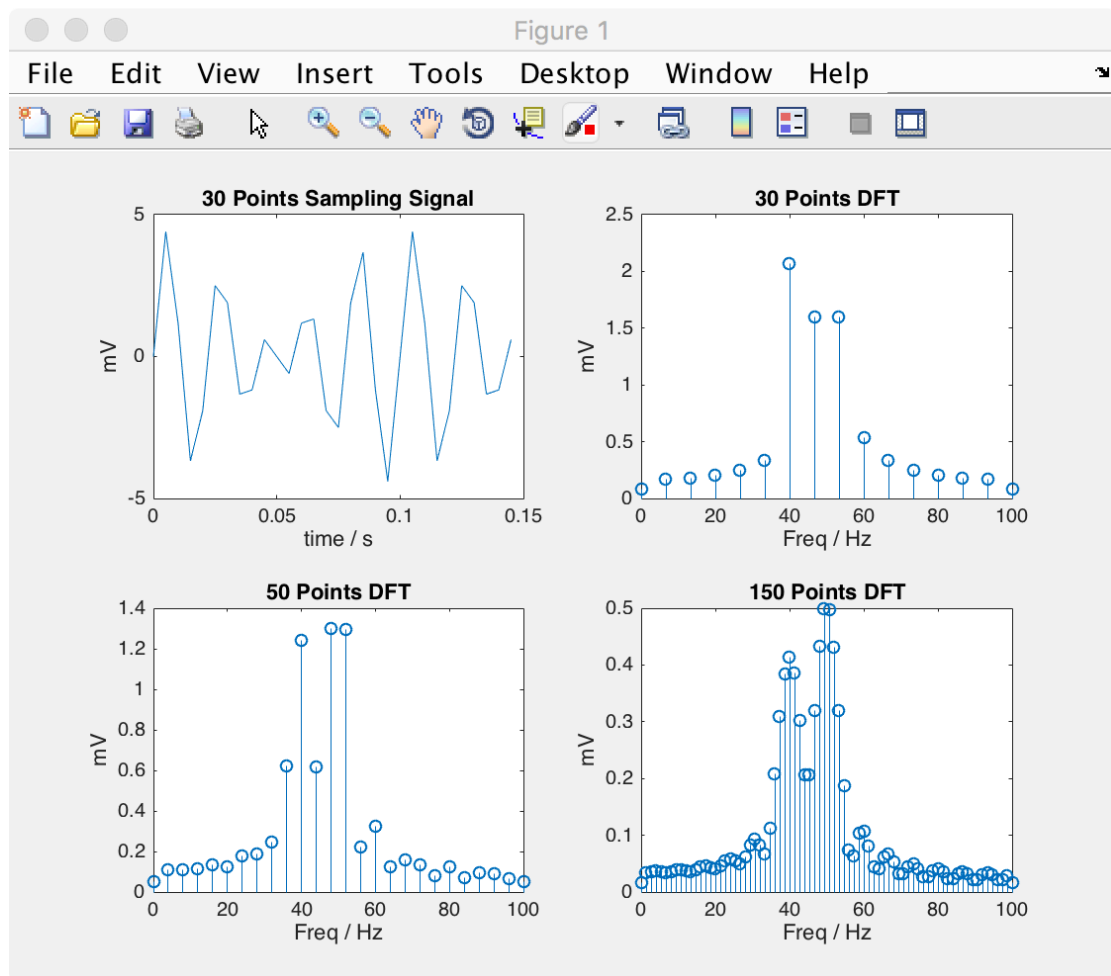 Figure 1
File Edit View Insert Tools Desktop Window Help
30 Points Sampling Signal
5
0
-5
mV
0 0.05 0.1 0.15
time / s
30 Points DFT
2.5
2
1.5
1
0.5
0
mV
0 20 40 60 80 100
Freq / Hz
50 Points DFT
1.4
1.2
1
0.8
0.6
0.4
0.2
0
mV
0 20 40 60 80 100
Freq / Hz
150 Points DFT
0.5
0.4
0.3
0.2
0.1
0
mV
0 20 40 60 80 100
Freq / Hz